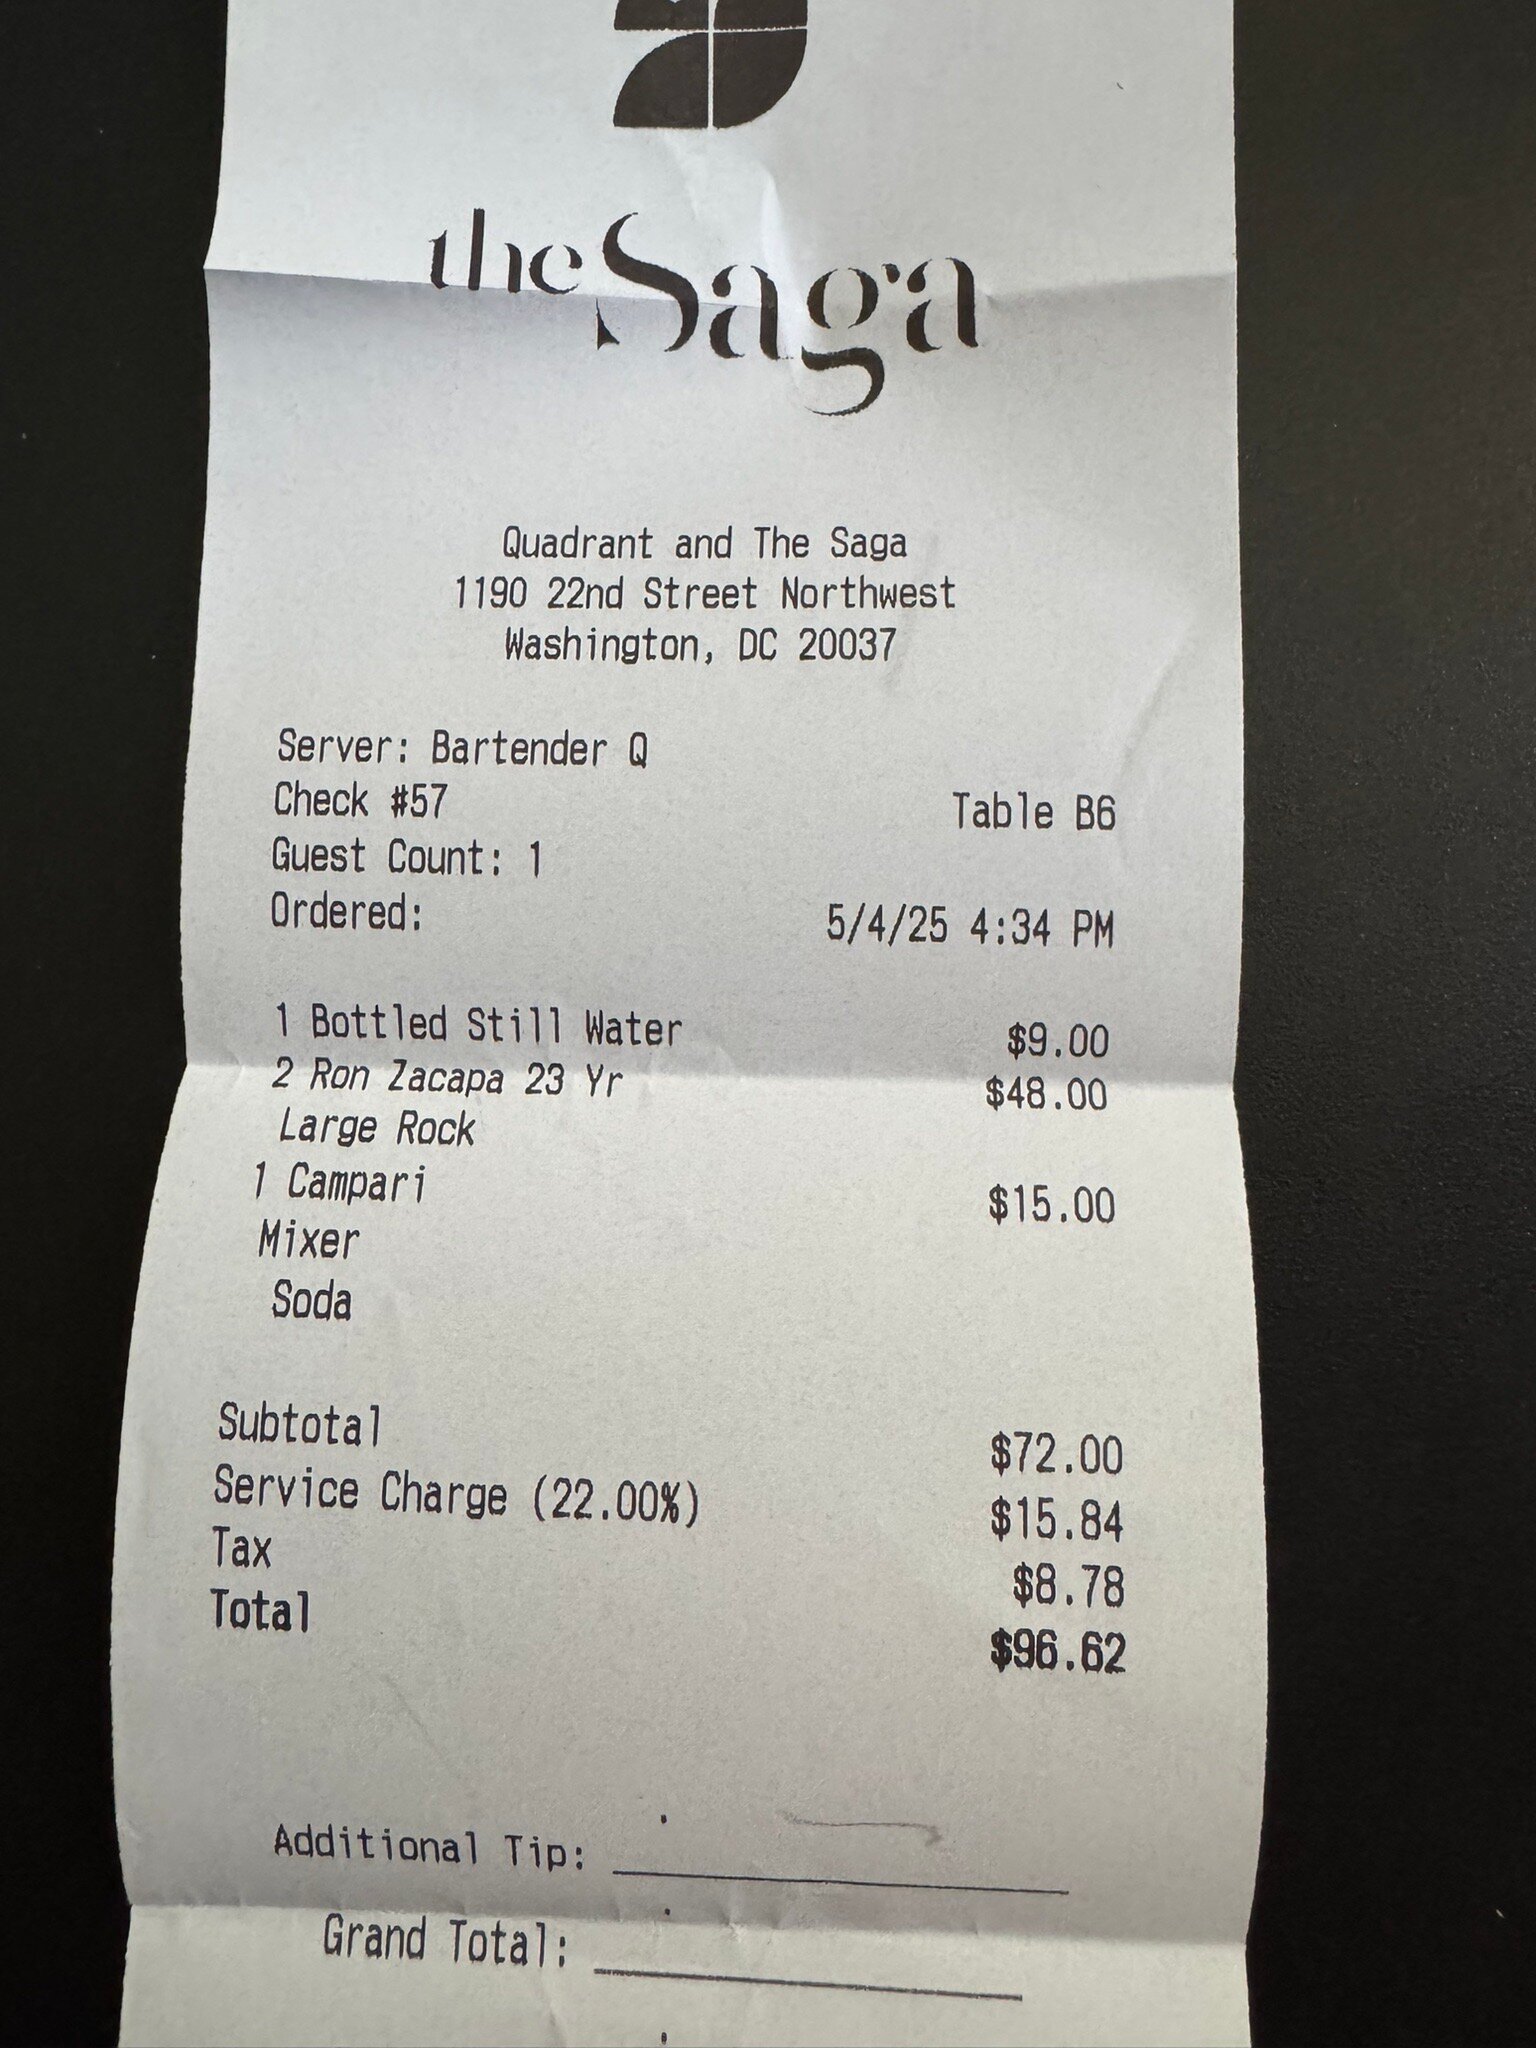 the Saga
Quadrant and The Saga
1190 22nd Street Northwest
Washington, DC 20037
Server: Bartender Q
Check #57 Table B6
Guest Count: 1
Ordered: 5/4/25 4:34 PM
1 Bottled Still Water $9.00
2 Ron Zacapa 23 Yr $48.00
Large Rock
1 Campari $15.00
Mixer
Soda
Subtotal $72.00
Service Charge (22.00%) $15.84
Tax $8.78
Total $96.62
Additional Tip:
Grand Total: